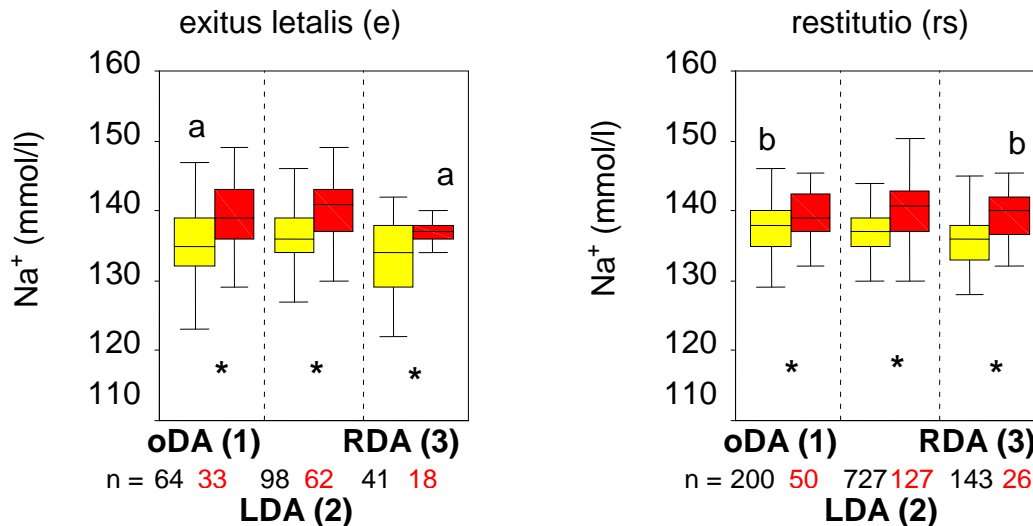 exitus letalis (e)
restitutio (rs)
Na+ (mmol/l)
160
150
140
130
120
110
a
a
*
*
*
oDA (1) RDA (3)
n = 64 33 98 62 41 18
LDA (2)
Na+ (mmol/l)
160
150
140
130
120
110
b
b
*
*
*
oDA (1) RDA (3)
n = 200 50 727 127 143 26
LDA (2)